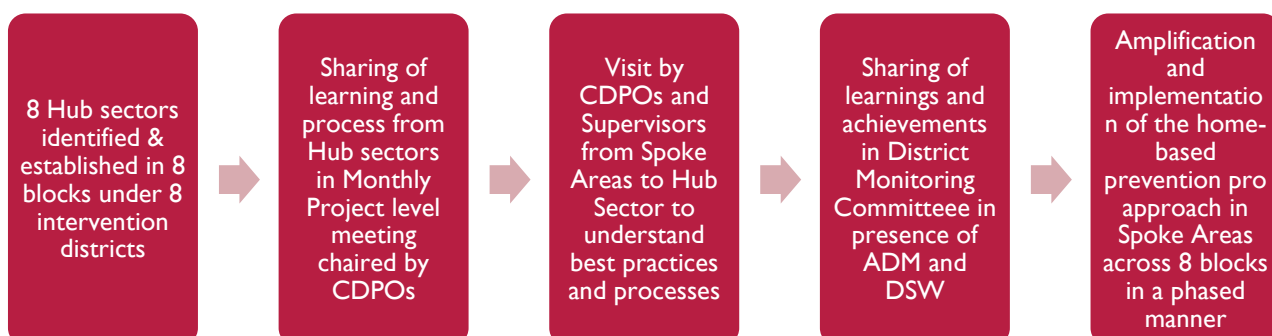 8 Hub sectors
identified &
established in 8
blocks under 8
intervention
districts
Sharing of
learning and
process from
Hub sectors
in Monthly
Project level
meeting
chaired by
CDPOs
Visit by
CDPOs and
Supervisors
from Spoke
Areas to Hub
Sector to
understand
best practices
and processes
Sharing of
learnings and
achievements
in District
Monitoring
Committeee in
presence of
ADM and
DSW
Amplification
and
implementatio
n of the home-
based
prevention pro
approach in
Spoke Areas
across 8 blocks
in a phased
manner